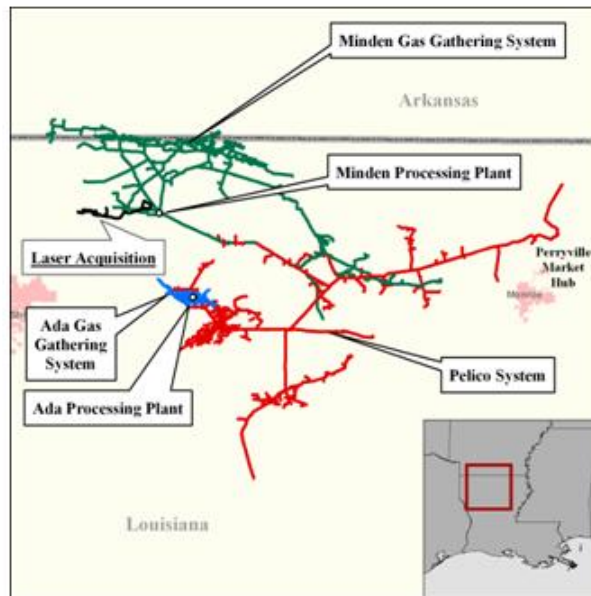 Minden Gas Gathering System
Arkansas
Minden Processing Plant
Laser Acquisition
Perryville
Market
Hub
Monroe
Ada Gas
Gathering
System
Pelico System
Ada Processing Plant
Louisiana